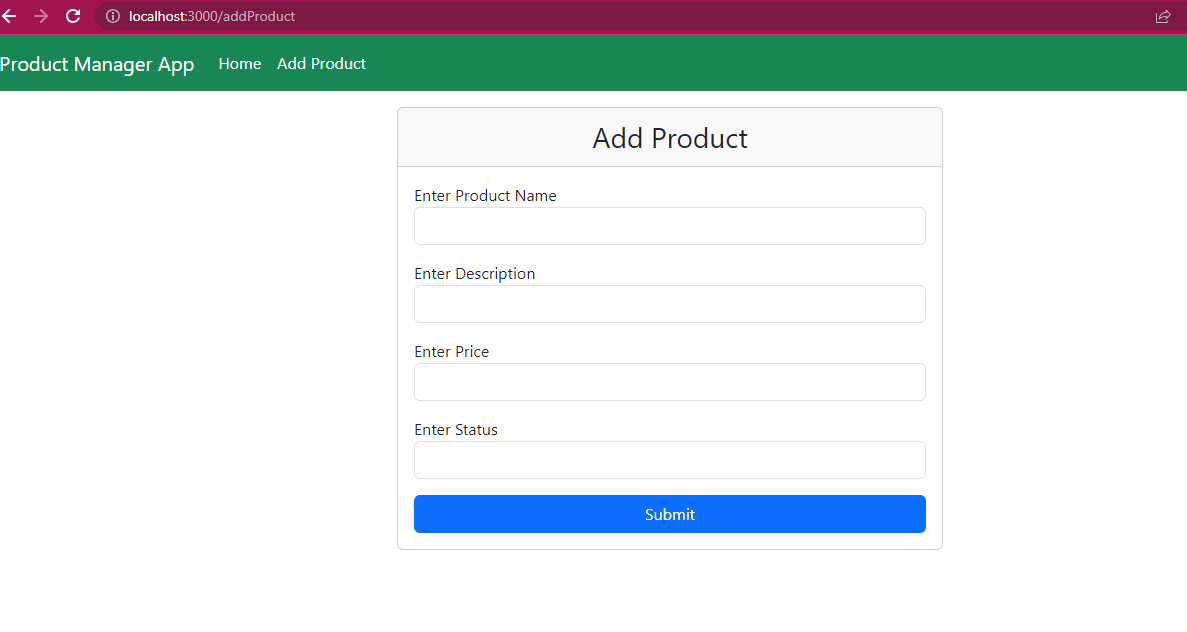 localhost:3000/addProduct
Product Manager App Home Add Product
Add Product
Enter Product Name
Enter Description
Enter Price
Enter Status
Submit